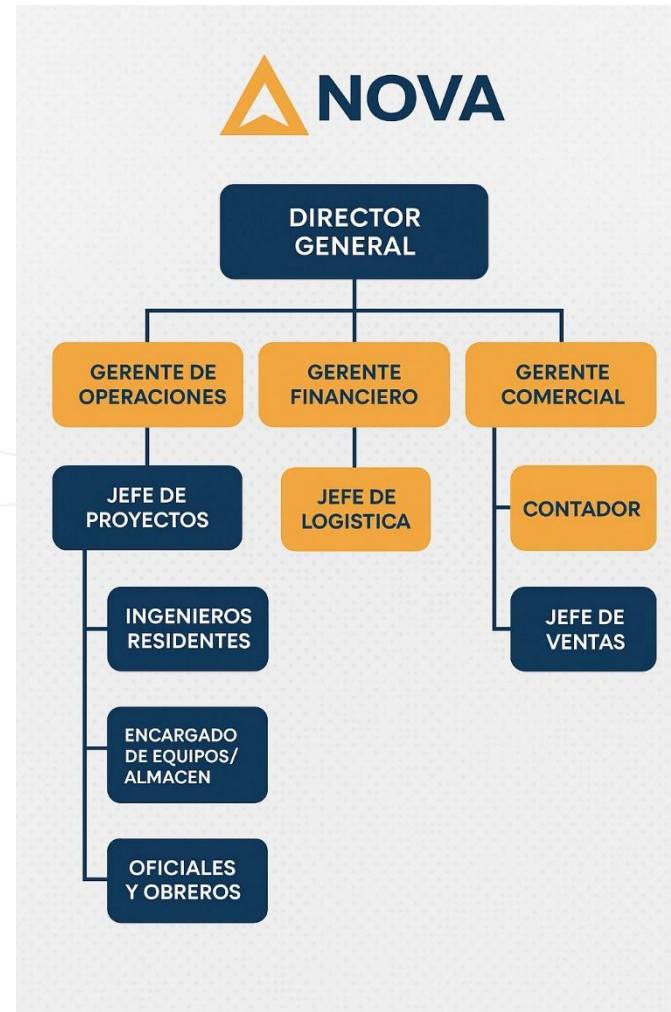 NOVA
DIRECTOR
GENERAL
GERENTE DE
OPERACIONES
GERENTE
FINANCIERO
GERENTE
COMERCIAL
JEFE DE
PROYECTOS
JEFE DE
LOGISTICA
CONTADOR
INGENIEROS
RESIDENTES
JEFE DE
VENTAS
ENCARGADO
DE EQUIPOS/
ALMACEN
OFICIALES
Y OBREROS